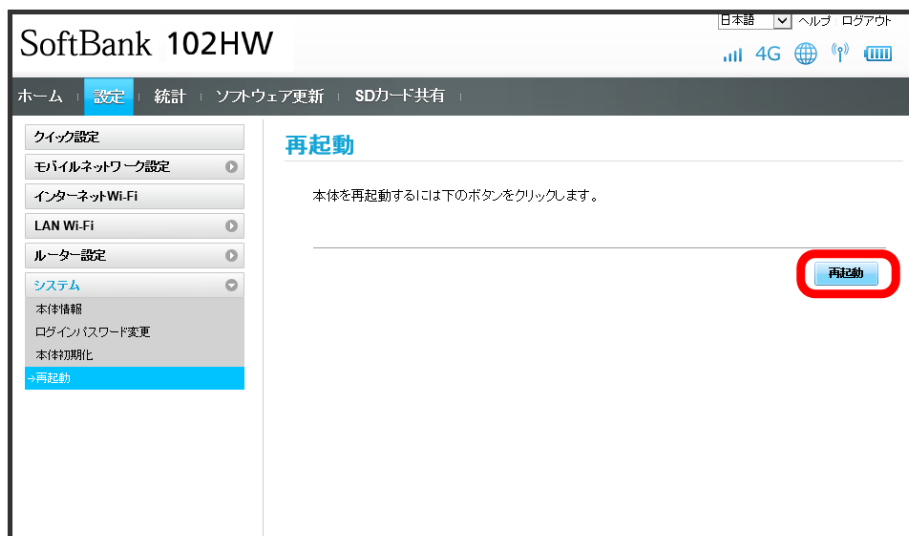 日本語 ヘルプ ログアウト
SoftBank 102HW
4G
ホーム 設定 統計 ソフトウェア更新 SDカード共有
クイック設定
再起動
モバイルネットワーク設定
インターネットWi-Fi
本体を再起動するには下のボタンをクリックします。
LAN Wi-Fi
ルーター設定
再起動
システム
本体情報
ログインパスワード変更
本体初期化
→再起動